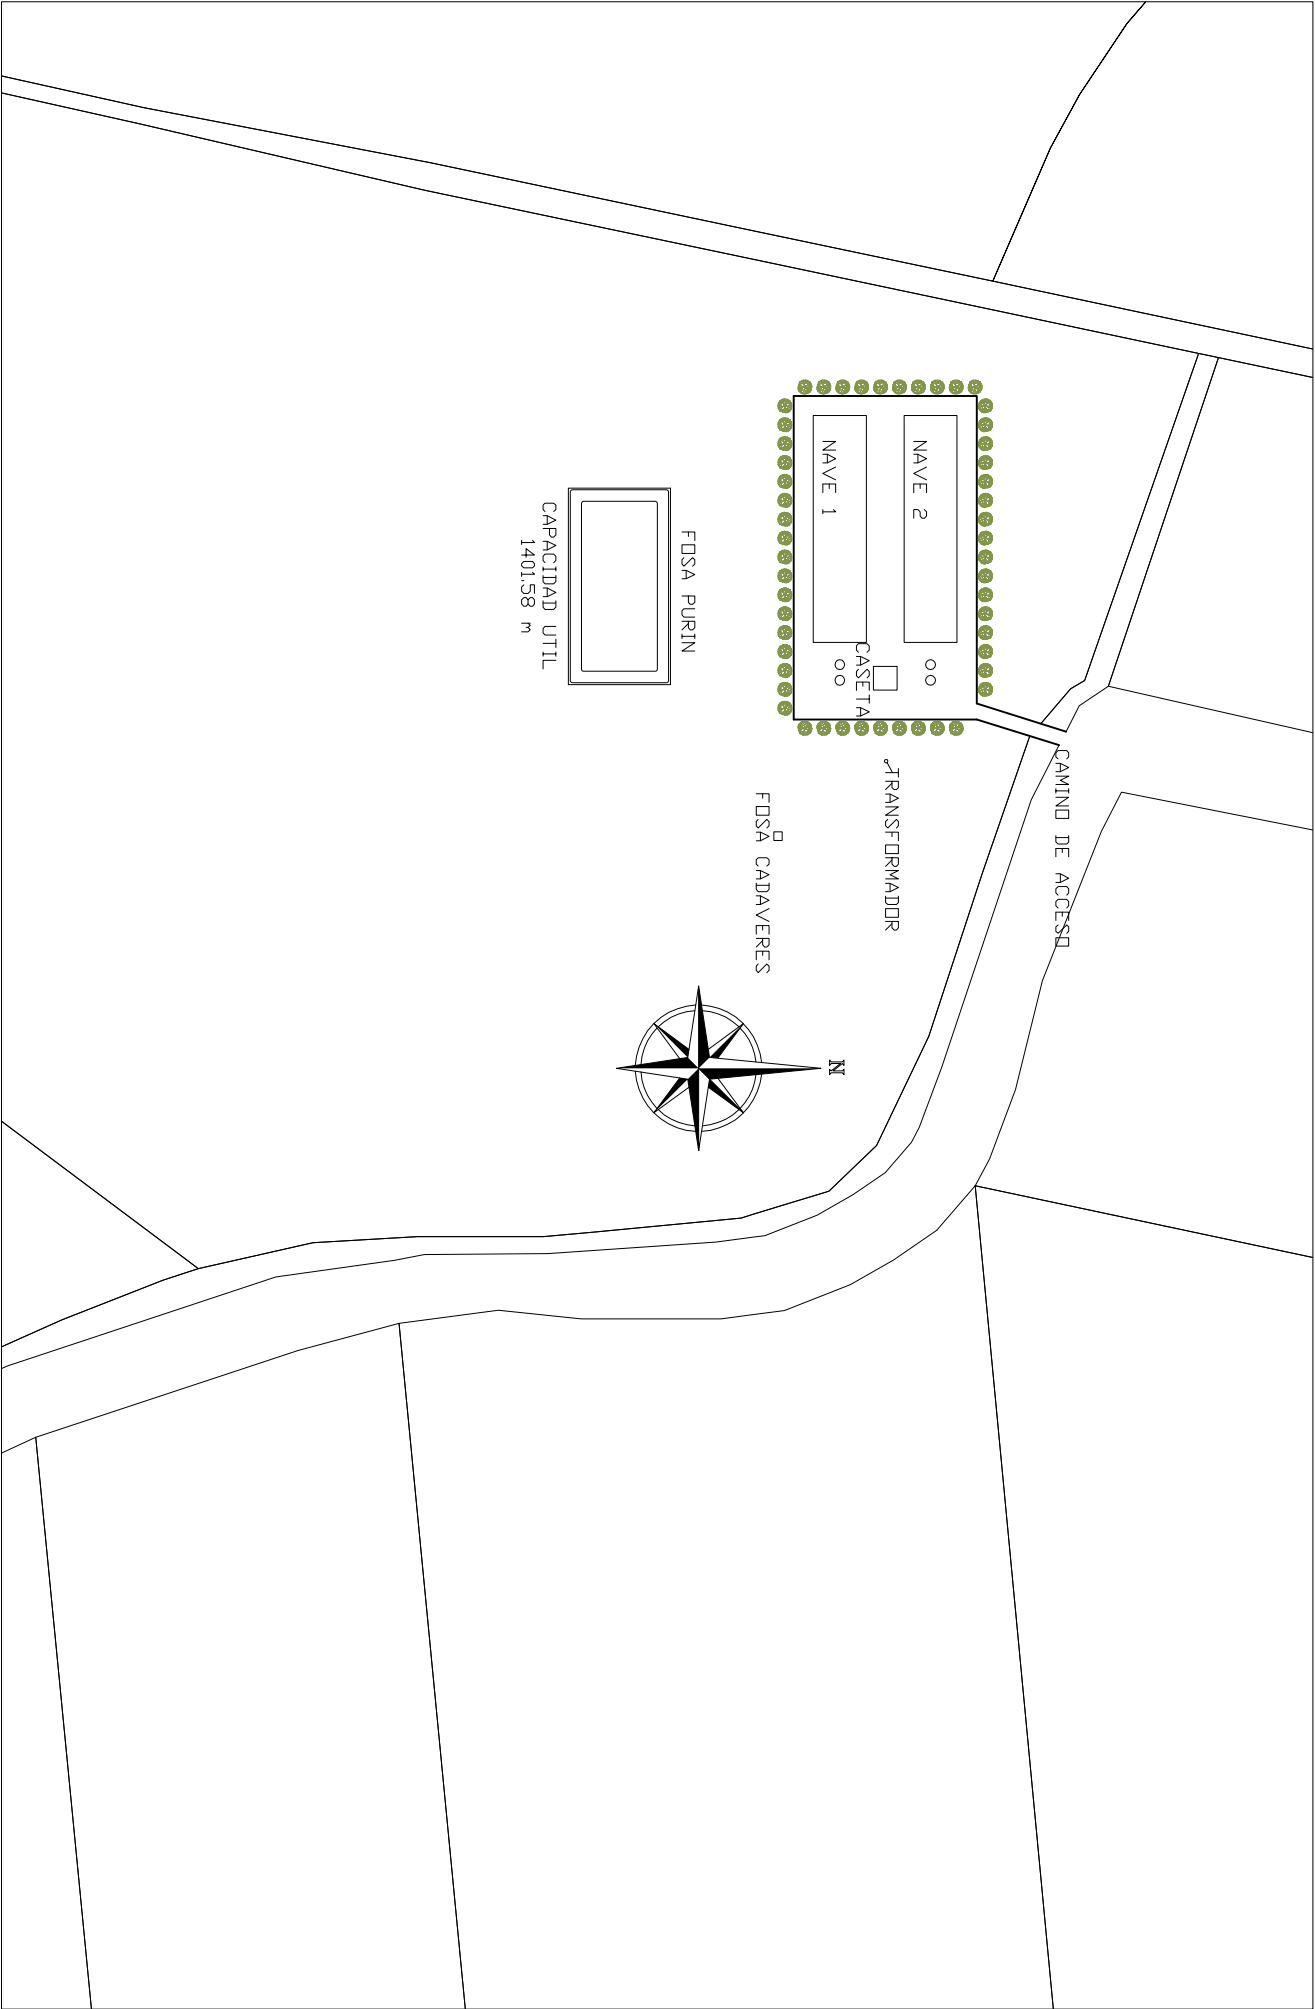 CAMINO DE ACCESO
NAVE 2
NAVE 1
CASETA
TRANSFORMADOR
FOSA CADAVERES
FOSA PURIN
CAPACIDAD UTIL
1401.58 m
N